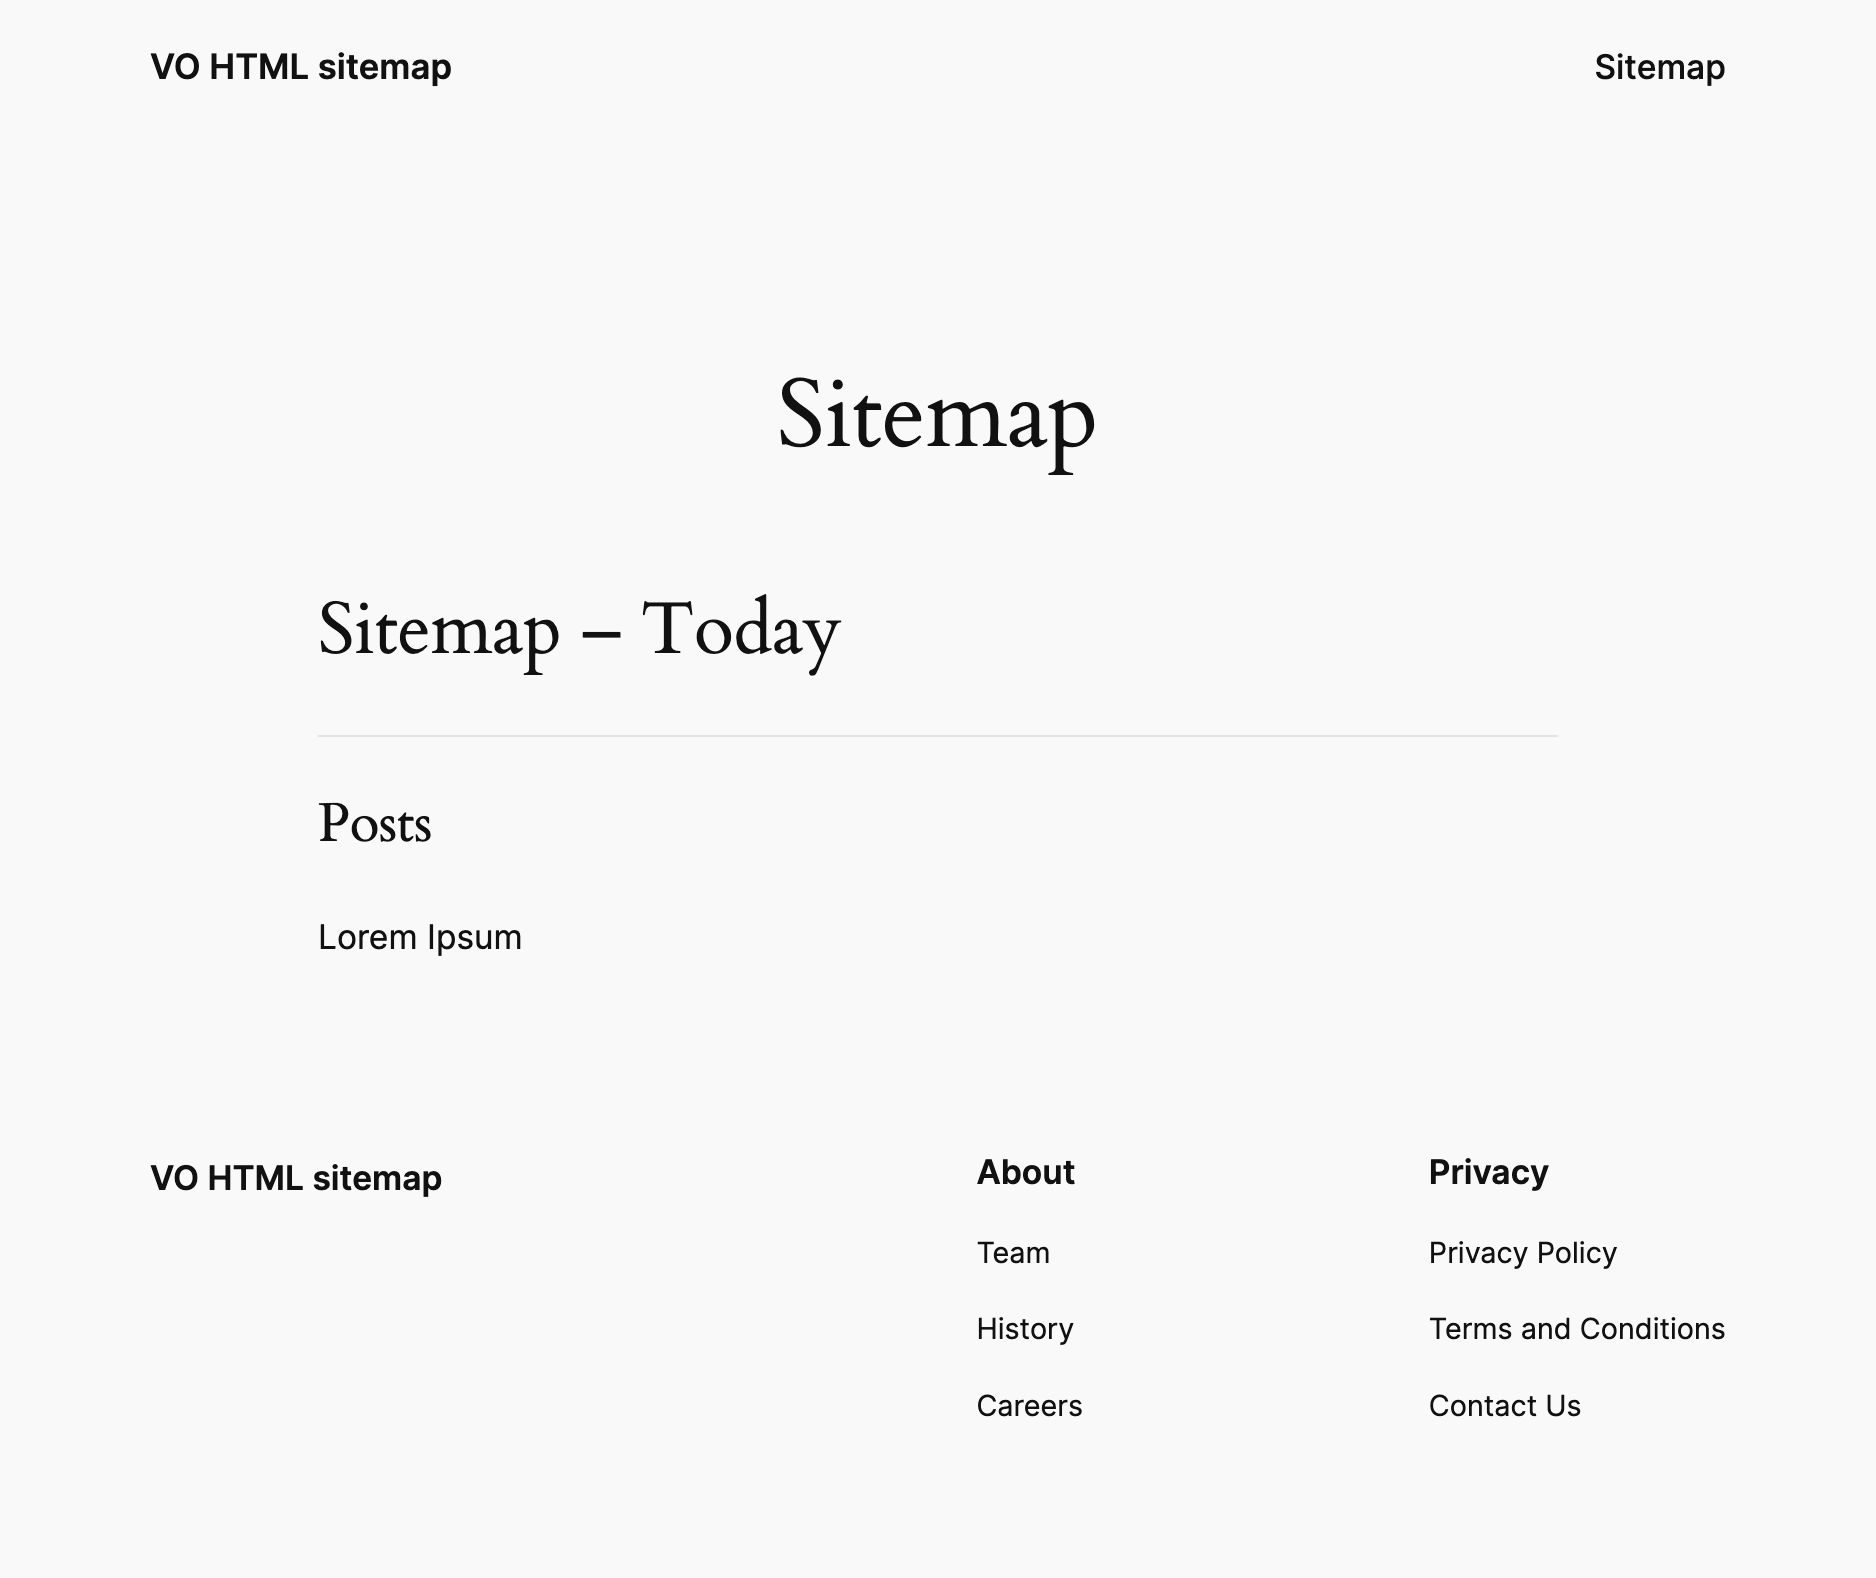 VO HTML sitemap
Sitemap
Sitemap
Sitemap – Today
Posts
Lorem Ipsum
VO HTML sitemap
About
Team
History
Careers
Privacy
Privacy Policy
Terms and Conditions
Contact Us